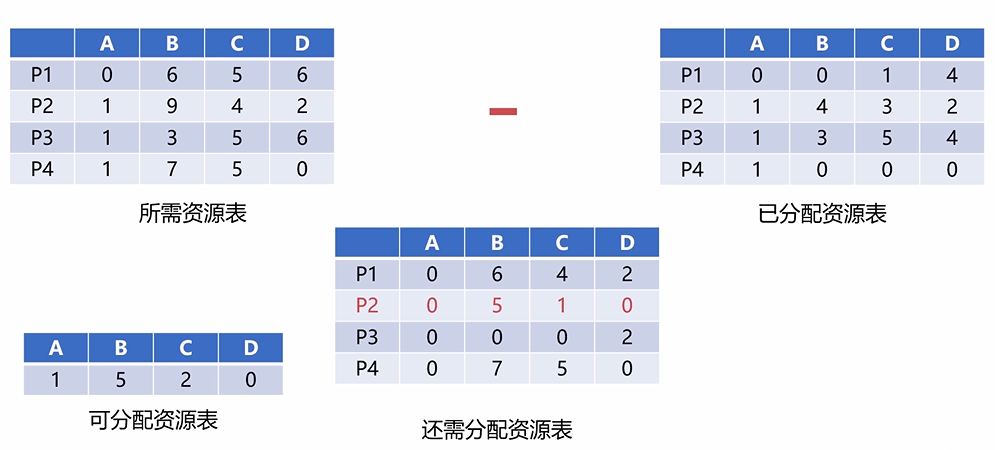 A B C D
P1 0 6 5 6
P2 1 9 4 2
P3 1 3 5 6
P4 1 7 5 0
所需资源表
A B C D
P1 0 0 1 4
P2 1 4 3 2
P3 1 3 5 4
P4 1 0 0 0
已分配资源表
A B C D
P1 0 6 4 2
P2 0 5 1 0
P3 0 0 0 2
P4 0 7 5 0
还需分配资源表
A B C D
1 5 2 0
可分配资源表